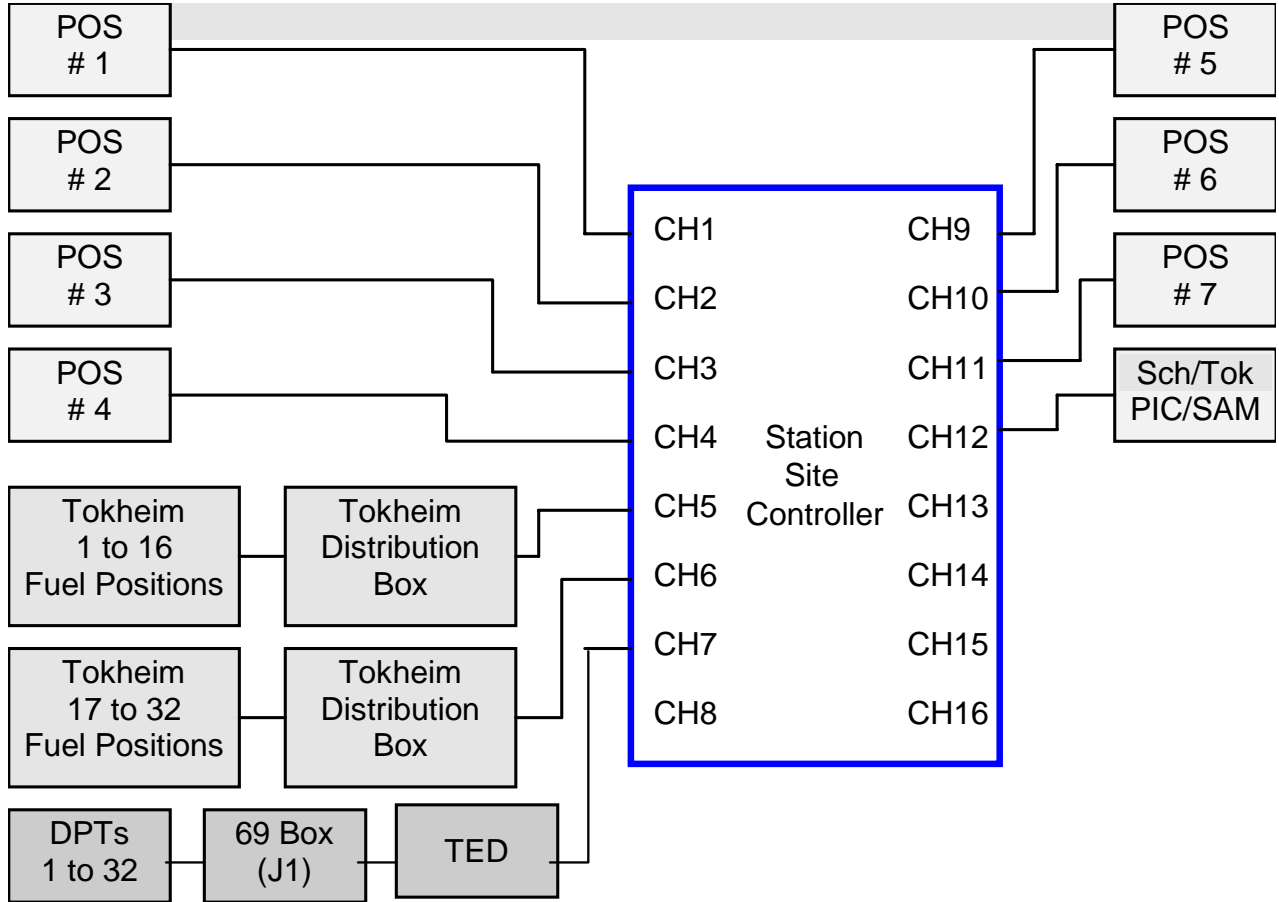 POS
# 1
POS
# 2
POS
# 3
POS
# 4
Tokheim
1 to 16
Fuel Positions
Tokheim
Distribution
Box
Tokheim
17 to 32
Fuel Positions
Tokheim
Distribution
Box
DPTs
1 to 32
69 Box
(J1)
TED
CH1
CH2
CH3
CH4
CH5
CH6
CH7
CH8
Station
Site
Controller
CH9
CH10
CH11
CH12
CH13
CH14
CH15
CH16
POS
# 5
POS
# 6
POS
# 7
Sch/Tok
PIC/SAM